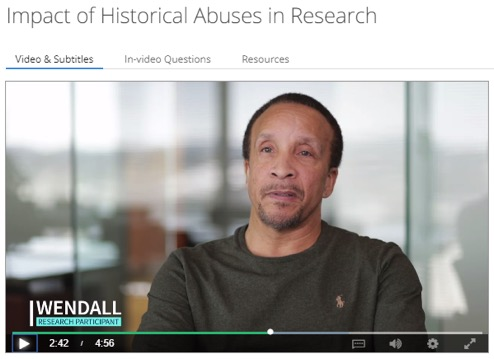 Impact of Historical Abuses in Research
Video & Subtitles
In-video Questions
Resources
WENDALL
RESEARCH PARTICIPANT
2:42 / 4:56